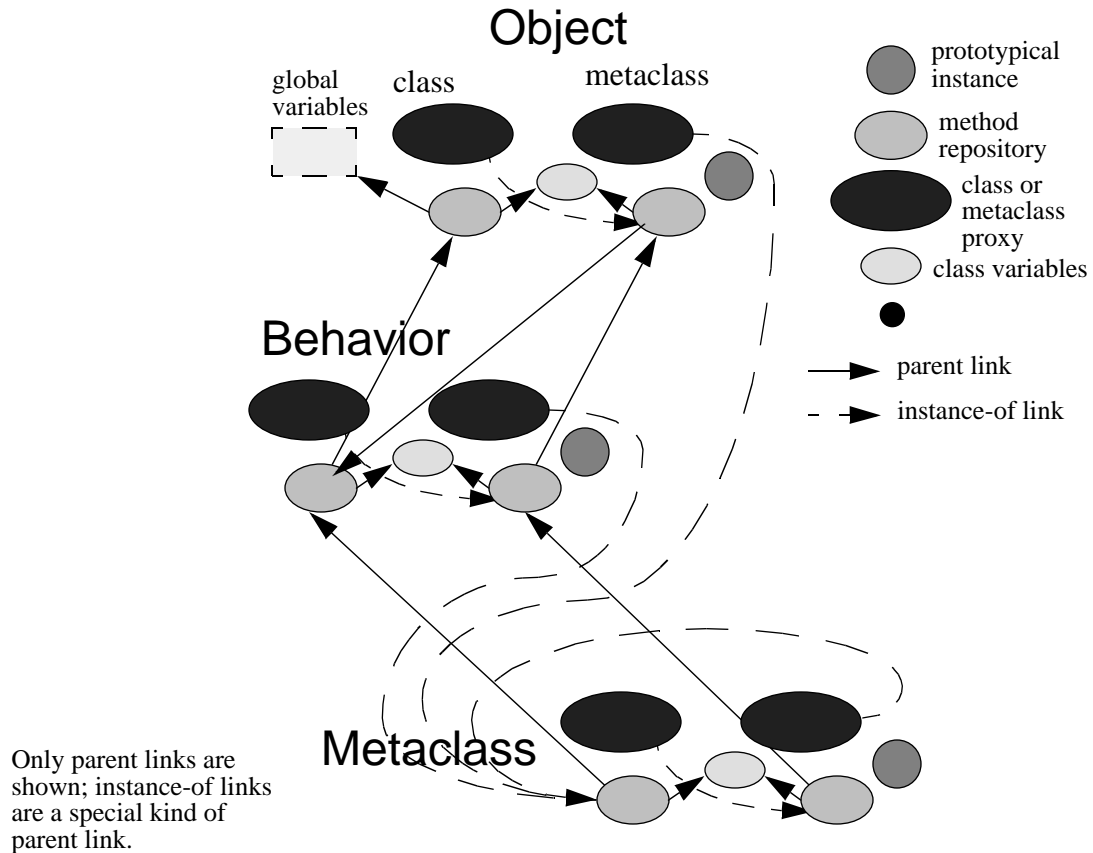 Object
global
variables
class
metaclass
prototypical
instance
method
repository
class or
metaclass
proxy
class variables
Behavior
parent link
instance-of link
Metaclass
Only parent links are
shown; instance-of links
are a special kind of
parent link.